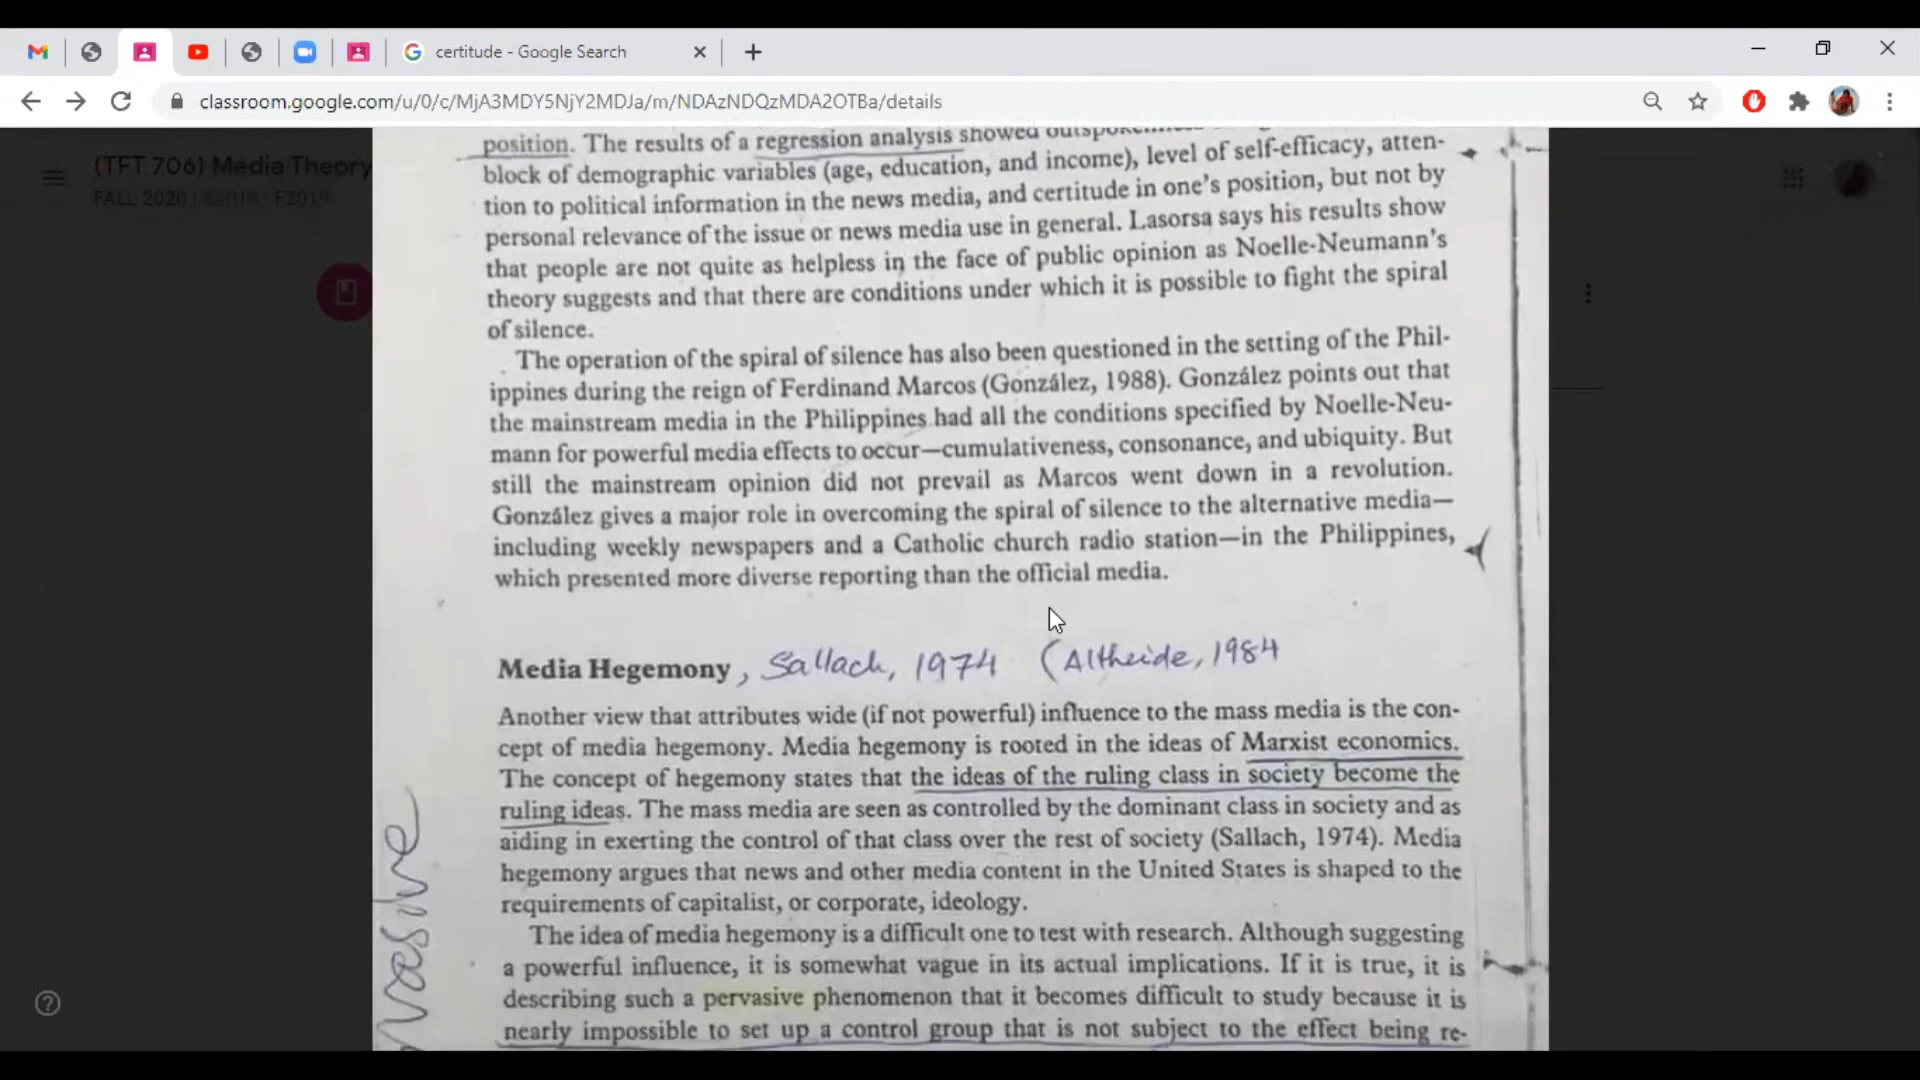 certitude - Google Search
classroom.google.com/u/0/c/MjA3MDY5NjY2MDJa/m/NDAzNDQzMDA2OTBa/details
(TFT 706) Media Theory
FALL 2020 F2019
position. The results of a regression analysis showed
block of demographic variables (age, education, and income), level of self-efficacy, atten-
tion to political information in the news media, and certitude in one's position, but not by
personal relevance of the issue or news media use in general. Lasorsa says his results show
that people are not quite as helpless in the face of public opinion as Noelle-Neumann's
theory suggests and that there are conditions under which it is possible to fight the spiral
of silence.
The operation of the spiral of silence has also been questioned in the setting of the Phil-
ippines during the reign of Ferdinand Marcos (González, 1988). González points out that
the mainstream media in the Philippines had all the conditions specified by Noelle-Neu-
mann for powerful media effects to occur—cumulativeness, consonance, and ubiquity. But
still the mainstream opinion did not prevail as Marcos went down in a revolution.
González gives a major role in overcoming the spiral of silence to the alternative media—
including weekly newspapers and a Catholic church radio station—in the Philippines,
which presented more diverse reporting than the official media.
Media Hegemony, Sallach, 1974 (Altheide, 1984
Another view that attributes wide (if not powerful) influence to the mass media is the con-
cept of media hegemony. Media hegemony is rooted in the ideas of Marxist economics.
The concept of hegemony states that the ideas of the ruling class in society become the
ruling ideas. The mass media are seen as controlled by the dominant class in society and as
aiding in exerting the control of that class over the rest of society (Sallach, 1974). Media
hegemony argues that news and other media content in the United States is shaped to the
requirements of capitalist, or corporate, ideology.
The idea of media hegemony is a difficult one to test with research. Although suggesting
a powerful influence, it is somewhat vague in its actual implications. If it is true, it is
describing such a pervasive phenomenon that it becomes difficult to study because it is
nearly impossible to set up a control group that is not subject to the effect being re-